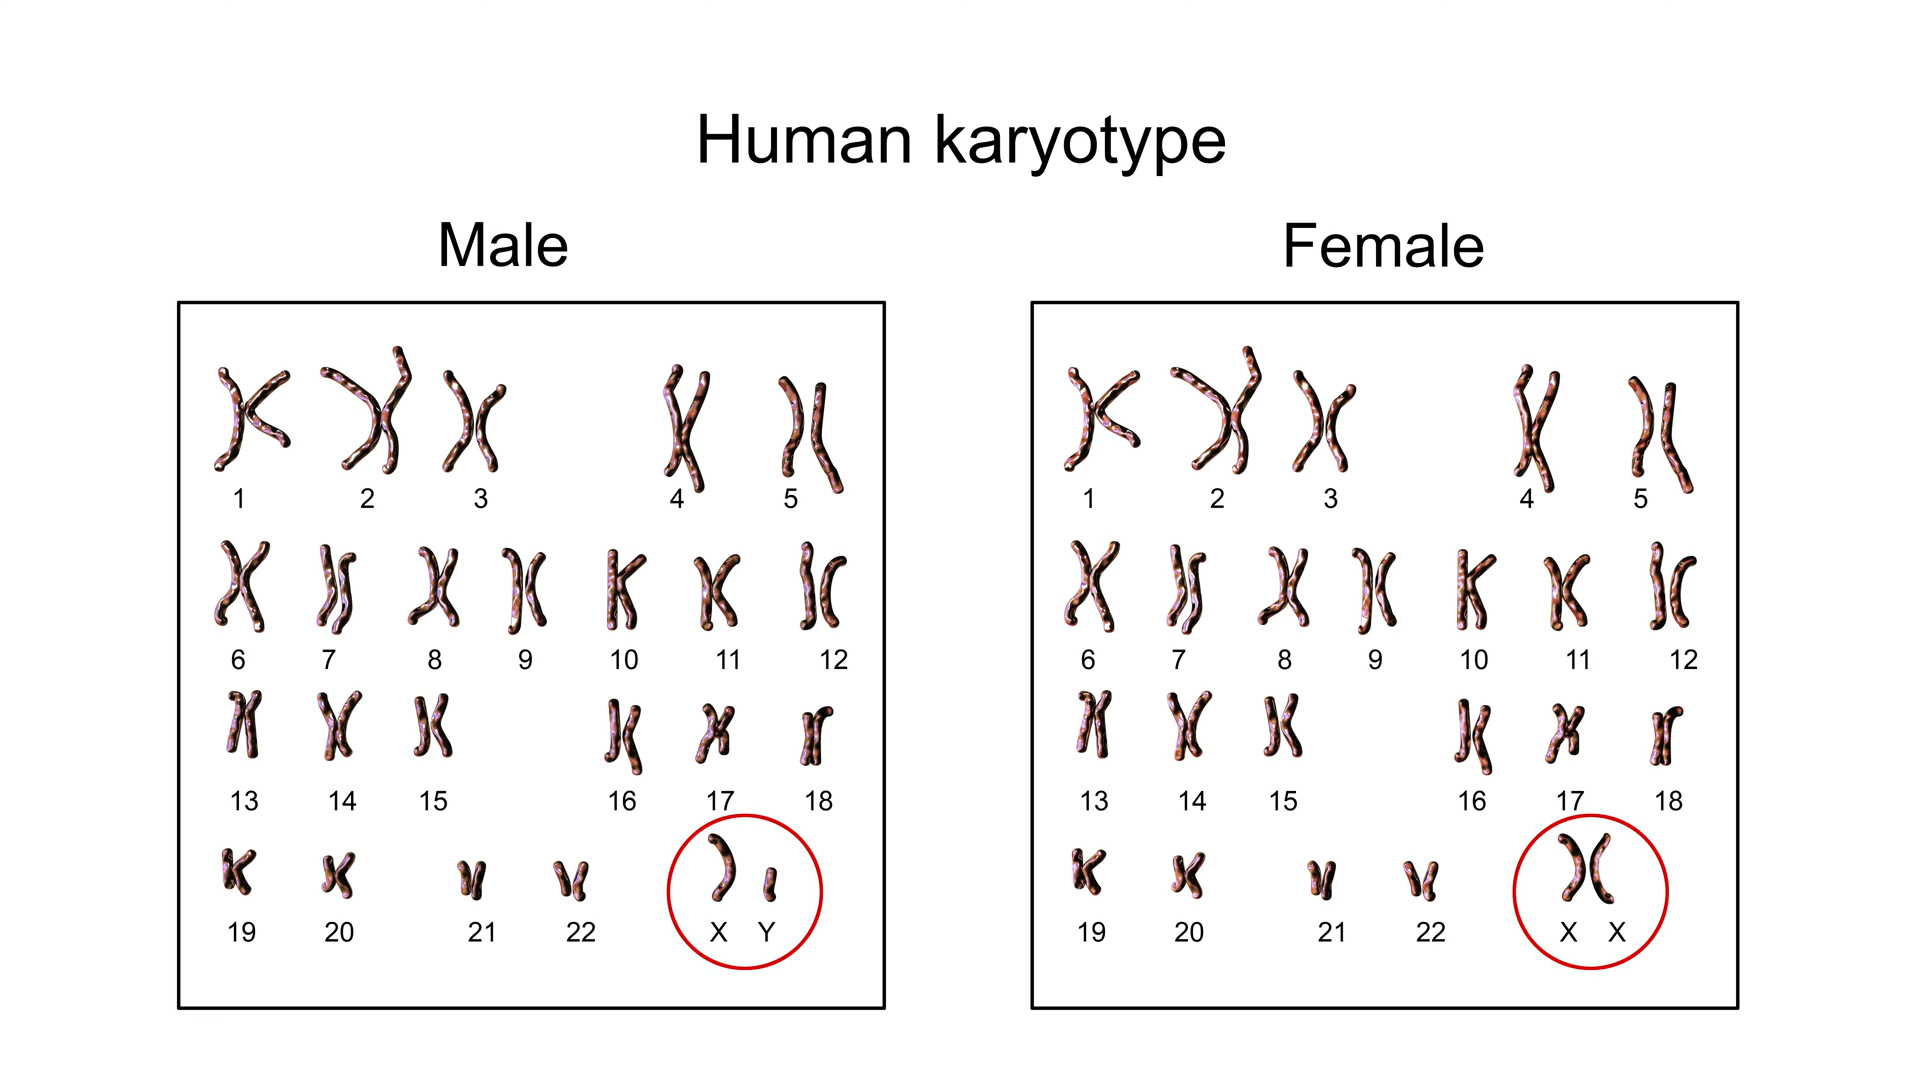 Human karyotype
Male
1 2 3 4 5
6 7 8 9 10 11 12
13 14 15 16 17 18
19 20 21 22 X Y
Female
1 2 3 4 5
6 7 8 9 10 11 12
13 14 15 16 17 18
19 20 21 22 X X